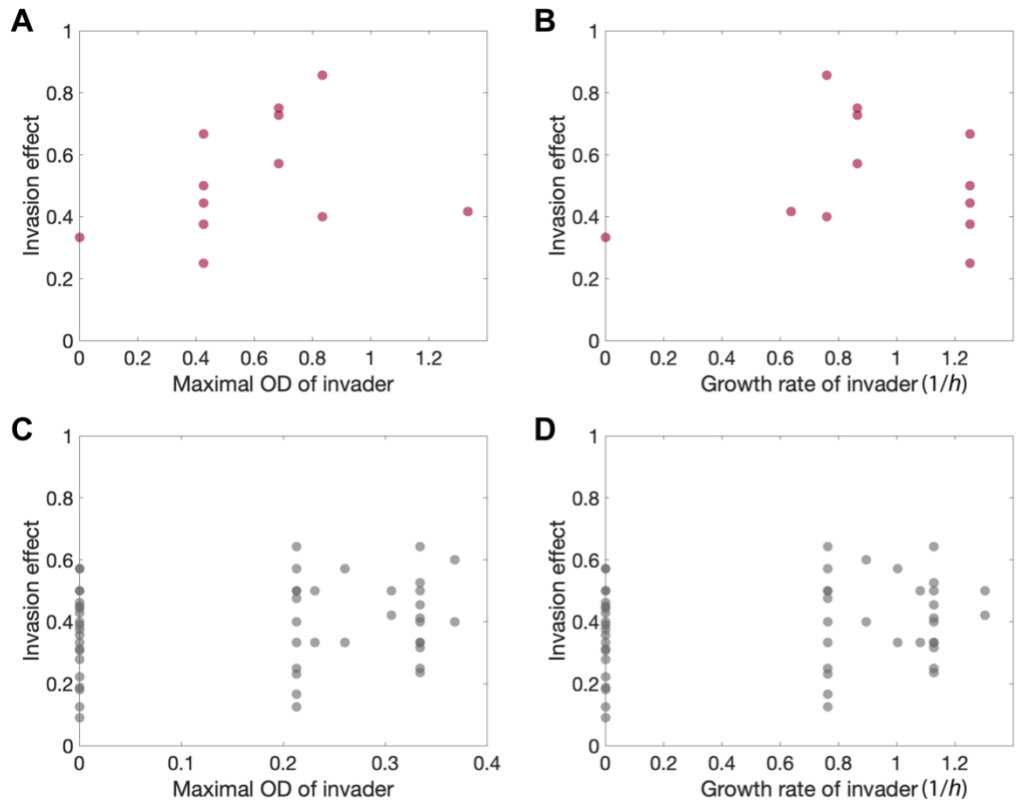 A
B
1
0.8
0.6
0.4
0.2
0
Invasion effect
0 0.2 0.4 0.6 0.8 1 1.2
Maximal OD of invader
1
0.8
0.6
0.4
0.2
0
Invasion effect
0 0.2 0.4 0.6 0.8 1 1.2
Growth rate of invader (1/h)
C
D
1
0.8
0.6
0.4
0.2
0
Invasion effect
0 0.1 0.2 0.3 0.4
Maximal OD of invader
1
0.8
0.6
0.4
0.2
0
Invasion effect
0 0.2 0.4 0.6 0.8 1 1.2
Growth rate of invader (1/h)